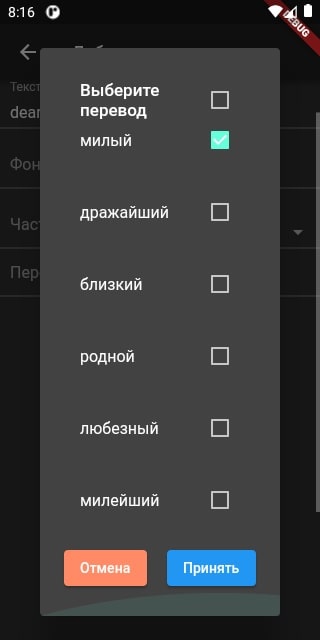 8:16
DEBUG
Текст
dear
Фон
Част
Пер
Выберите
перевод
милый
дражайший
близкий
родной
любезный
милейший
Отмена
Принять